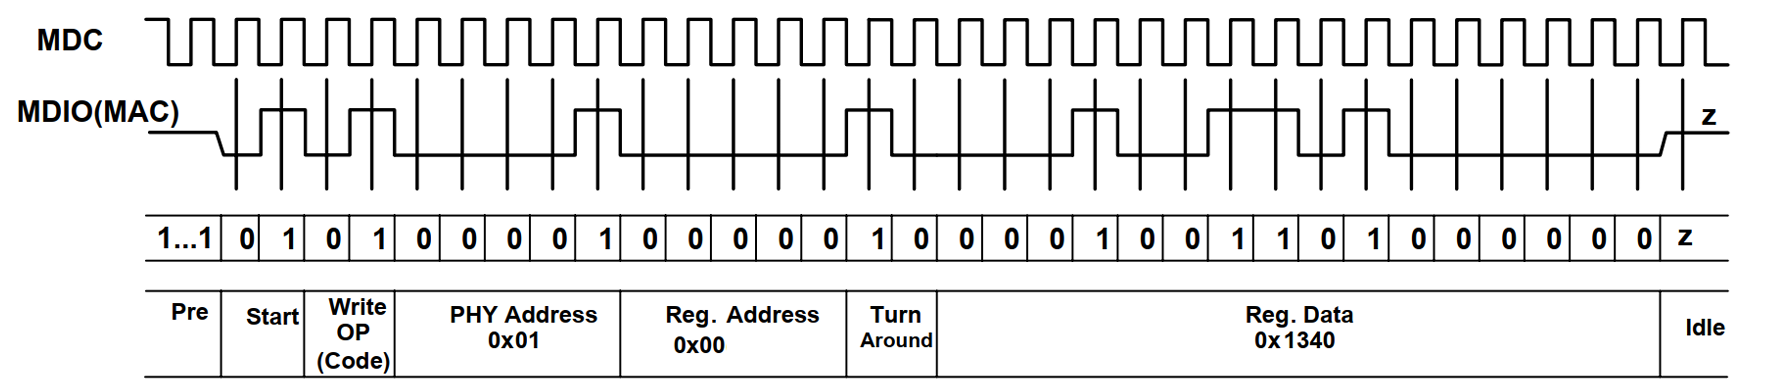 MDC
MDIO(MAC)
z
1...1 0 1 0 1 0 0 0 0 1 0 0 0 0 0 1 0 0 0 0 1 0 0 1 1 0 1 0 0 0 0 0 0 z
Pre
Start
Write
OP
(Code)
PHY Address
0x01
Reg. Address
0x00
Turn
Around
Reg. Data
0x1340
Idle